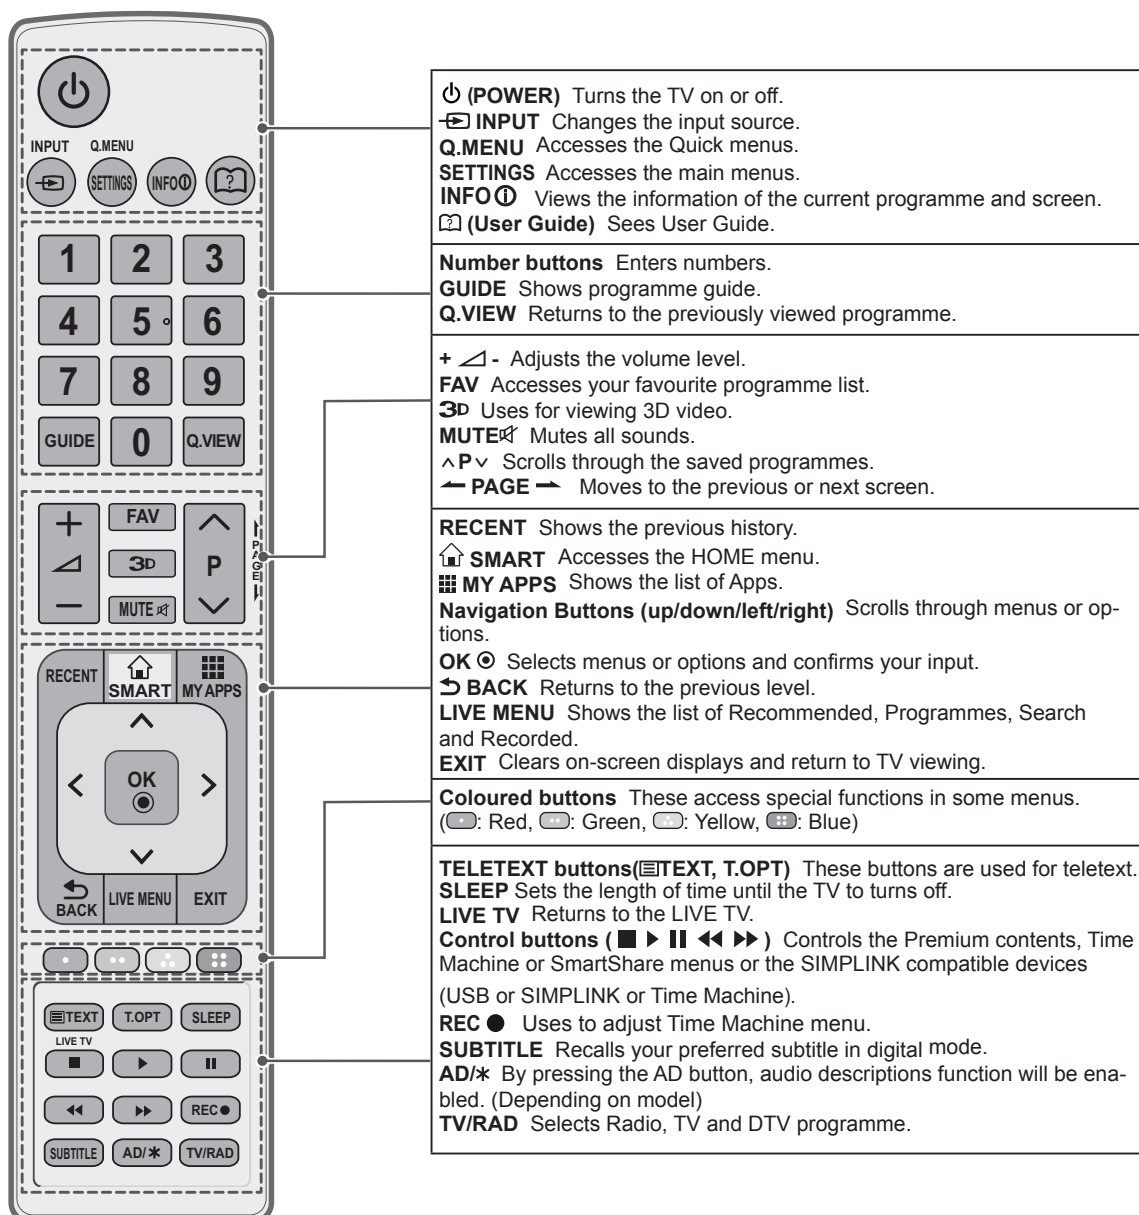 INPUT Q.MENU
SETTINGS INFO ⓘ ?
1 2 3
4 5 6
7 8 9
GUIDE 0 Q.VIEW
+ FAV
3D P PAGE
− MUTE
RECENT SMART MY APPS
OK
BACK LIVE MENU EXIT
TEXT T.OPT SLEEP
LIVE TV
■ ▶ ❚❚
◀◀ ▶▶ REC●
SUBTITLE AD/* TV/RAD
(POWER) Turns the TV on or off.
INPUT Changes the input source.
Q.MENU Accesses the Quick menus.
SETTINGS Accesses the main menus.
INFO ⓘ Views the information of the current programme and screen.
(User Guide) Sees User Guide.
Number buttons Enters numbers.
GUIDE Shows programme guide.
Q.VIEW Returns to the previously viewed programme.
+ - Adjusts the volume level.
FAV Accesses your favourite programme list.
3D Uses for viewing 3D video.
MUTE Mutes all sounds.
∧ P ∨ Scrolls through the saved programmes.
PAGE Moves to the previous or next screen.
RECENT Shows the previous history.
SMART Accesses the HOME menu.
MY APPS Shows the list of Apps.
Navigation Buttons (up/down/left/right) Scrolls through menus or op-
tions.
OK ◉ Selects menus or options and confirms your input.
BACK Returns to the previous level.
LIVE MENU Shows the list of Recommended, Programmes, Search
and Recorded.
EXIT Clears on-screen displays and return to TV viewing.
Coloured buttons These access special functions in some menus.
( : Red, : Green, : Yellow, : Blue)
TELETEXT buttons( TEXT, T.OPT) These buttons are used for teletext.
SLEEP Sets the length of time until the TV to turns off.
LIVE TV Returns to the LIVE TV.
Control buttons ( ■ ▶ ❚❚ ◀◀ ▶▶ ) Controls the Premium contents, Time
Machine or SmartShare menus or the SIMPLINK compatible devices
(USB or SIMPLINK or Time Machine).
REC ● Uses to adjust Time Machine menu.
SUBTITLE Recalls your preferred subtitle in digital mode.
AD/* By pressing the AD button, audio descriptions function will be ena-
bled. (Depending on model)
TV/RAD Selects Radio, TV and DTV programme.